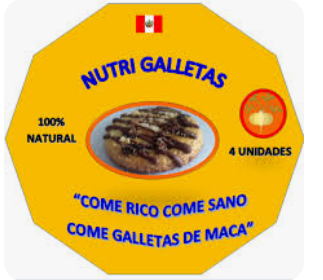 NUTRI GALLETAS
100%
NATURAL
4 UNIDADES
"COME RICO COME SANO
COME GALLETAS DE MACA"